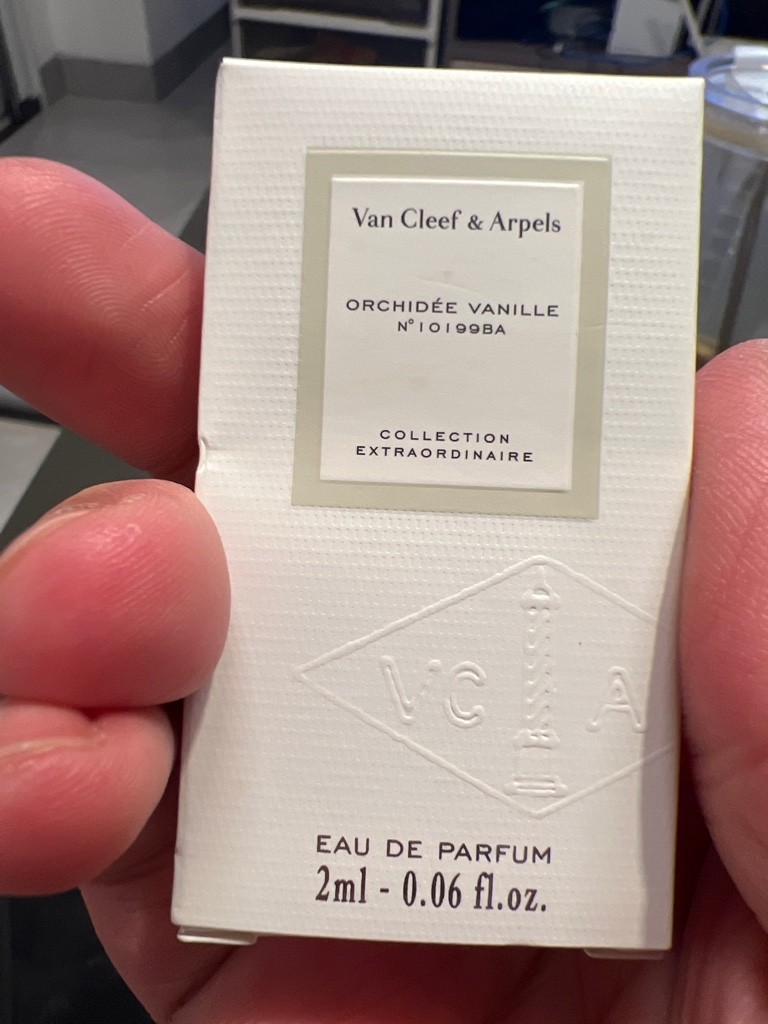 Van Cleef & Arpels
ORCHIDÉE VANILLE
N° 10199BA
COLLECTION
EXTRAORDINAIRE
VC A
EAU DE PARFUM
2ml - 0.06 fl.oz.